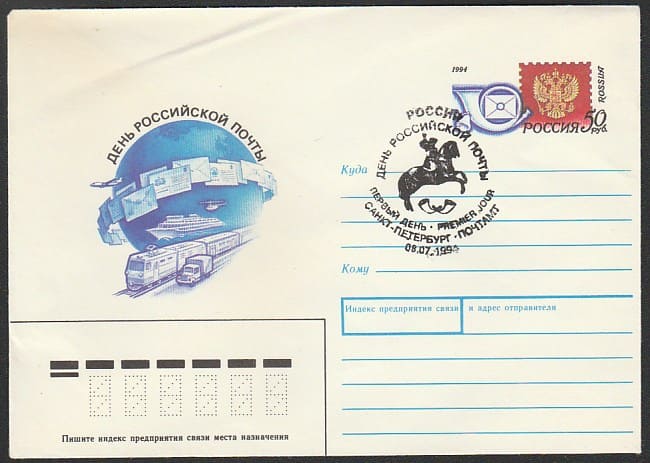 1994
РОССИЯ
50
РУБ.
ROSSIJA
ДЕНЬ РОССИЙСКОЙ ПОЧТЫ
РОССИЯ
ДЕНЬ РОССИЙСКОЙ ПОЧТЫ
ПЕРВЫЙ ДЕНЬ · PREMIER JOUR
САНКТ-ПЕТЕРБУРГ · ПОЧТАМТ
08.07.1994
Куда
Кому
Индекс предприятия связи и адрес отправителя
Пишите индекс предприятия связи места назначения